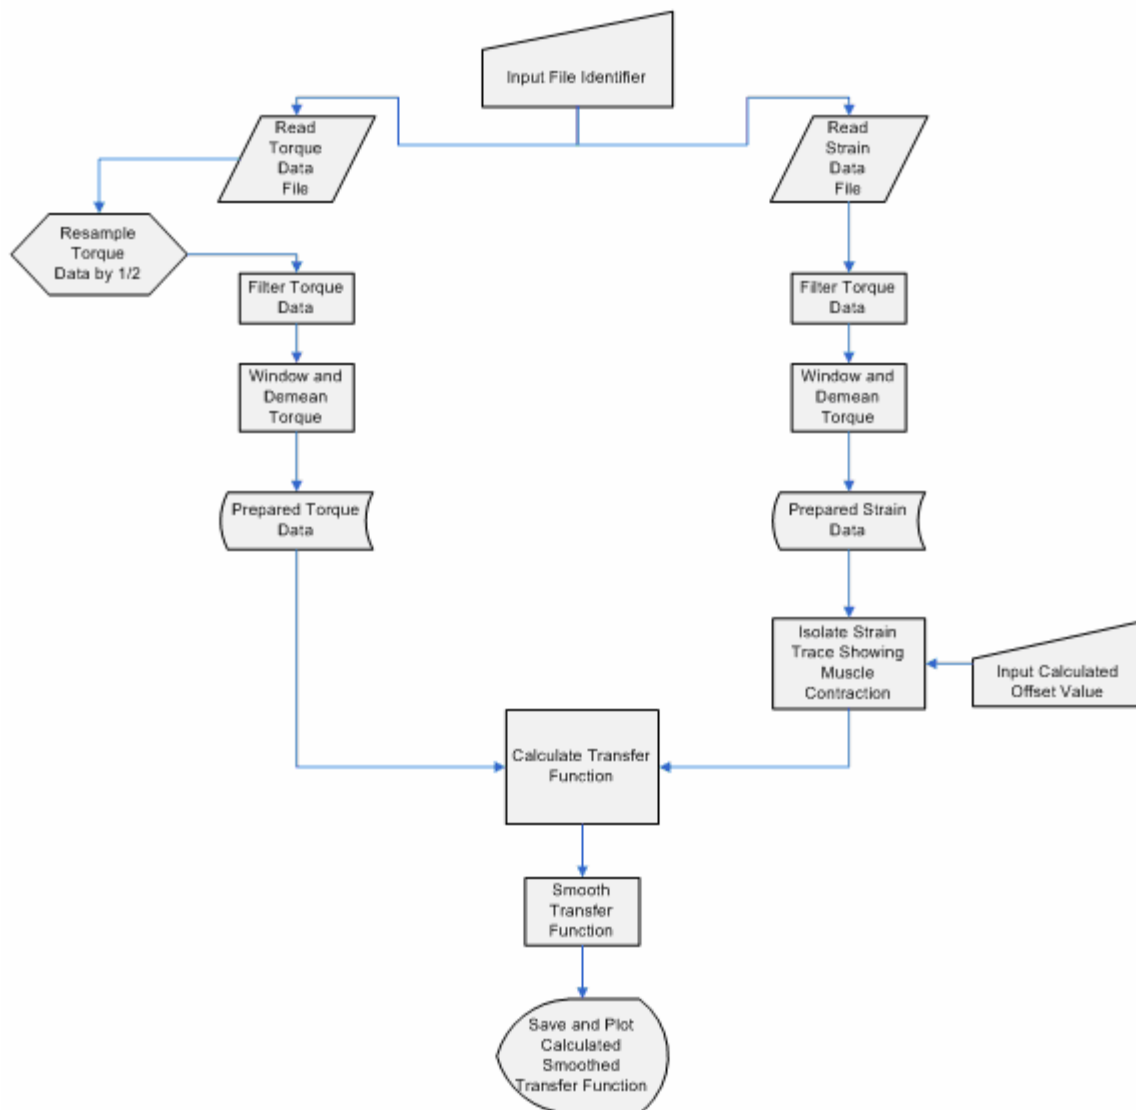 Input File Identifier
Read
Torque
Data
File
Read
Strain
Data
File
Resample
Torque
Data by 1/2
Filter Torque
Data
Filter Torque
Data
Window and
Demean
Torque
Window and
Demean
Torque
Prepared Torque
Data
Prepared Strain
Data
Isolate Strain
Trace Showing
Muscle
Contraction
Input Calculated
Offset Value
Calculate Transfer
Function
Smooth
Transfer
Function
Save and Plot
Calculated
Smoothed
Transfer Function